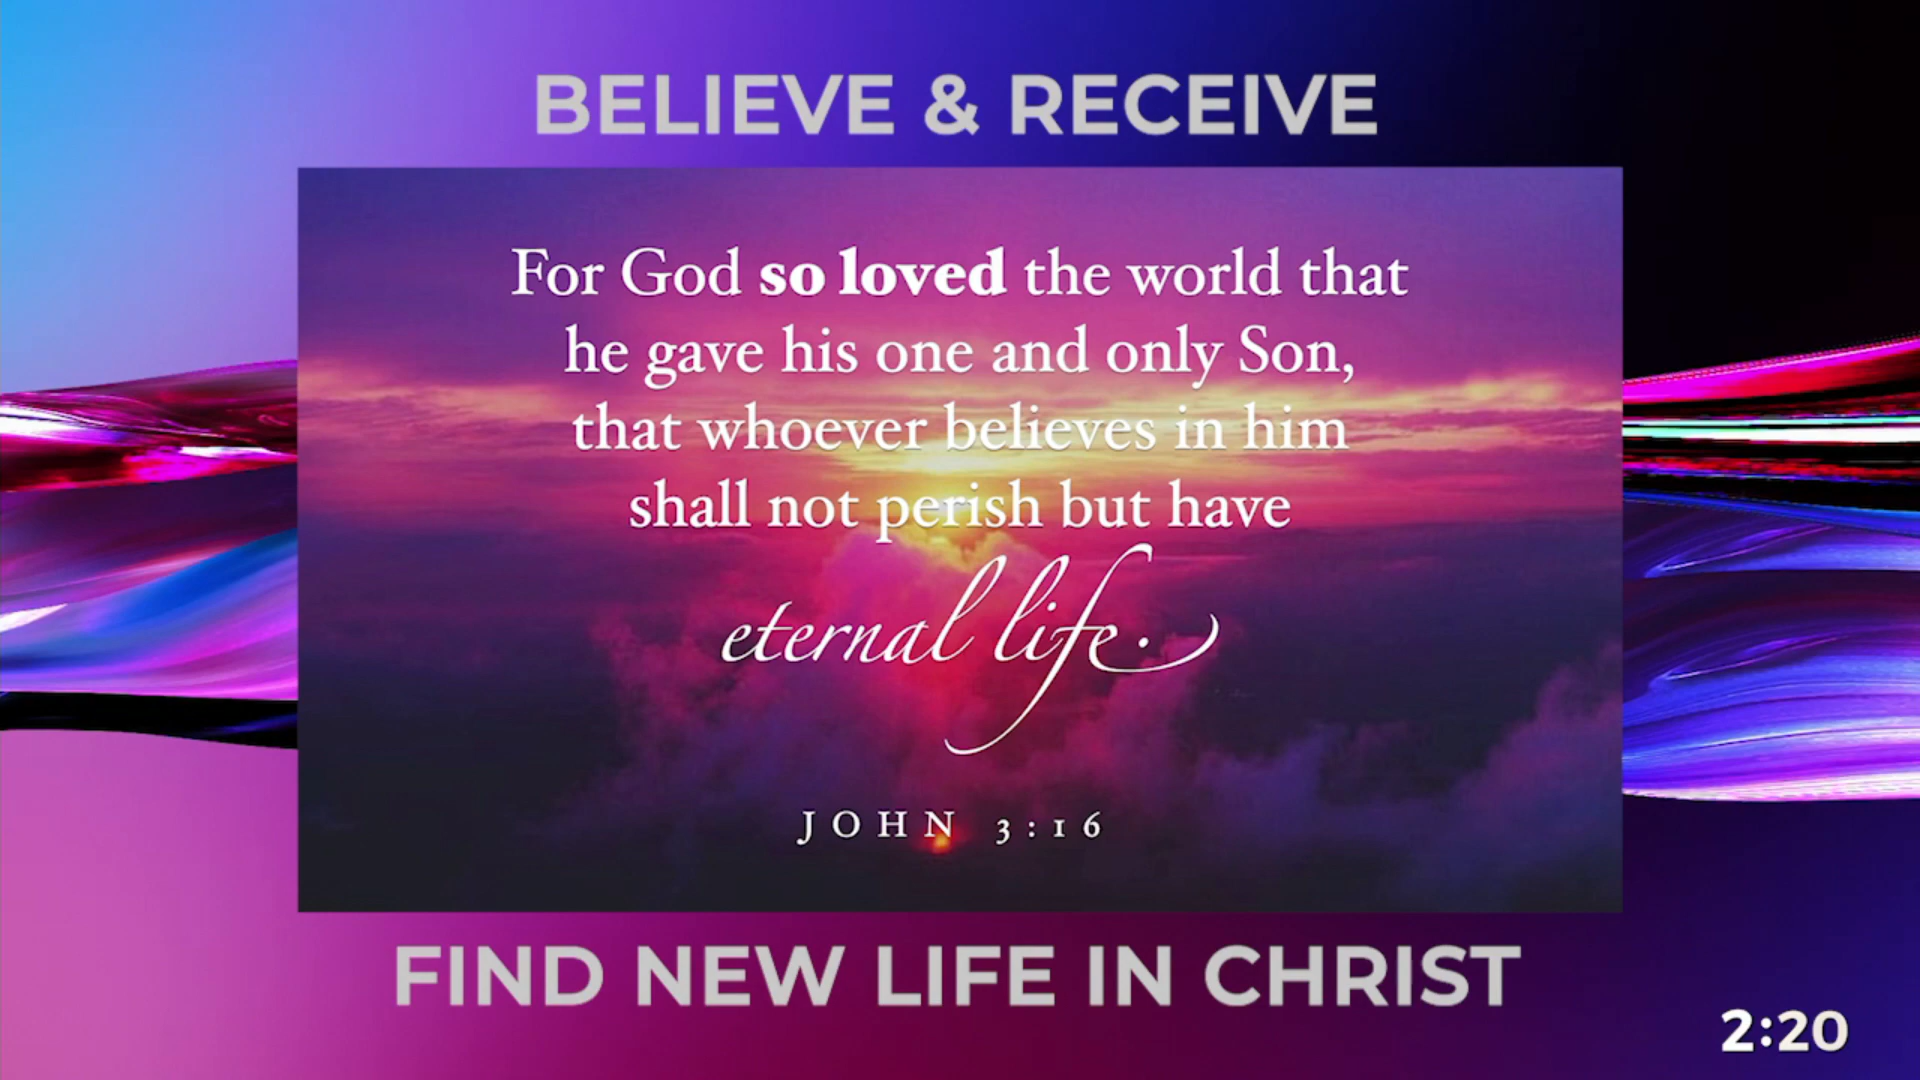 BELIEVE & RECEIVE
For God so loved the world that
he gave his one and only Son,
that whoever believes in him
shall not perish but have
eternal life.
JOHN 3:16
FIND NEW LIFE IN CHRIST
2:20